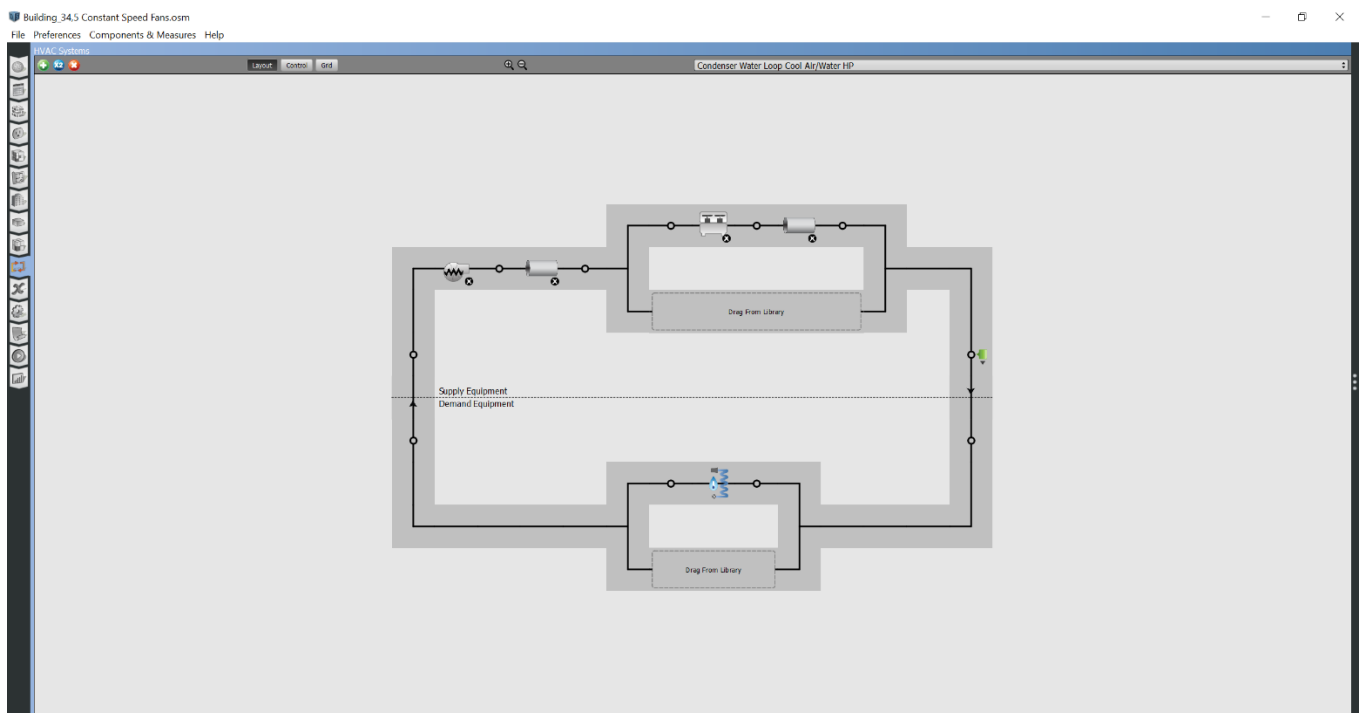 Building_34,5 Constant Speed Fans.osm
File Preferences Components & Measures Help
HVAC Systems
x2 Layout Control Grid Condenser Water Loop Cool Air/Water HP
Drag From Library
Supply Equipment
Demand Equipment
Drag From Library